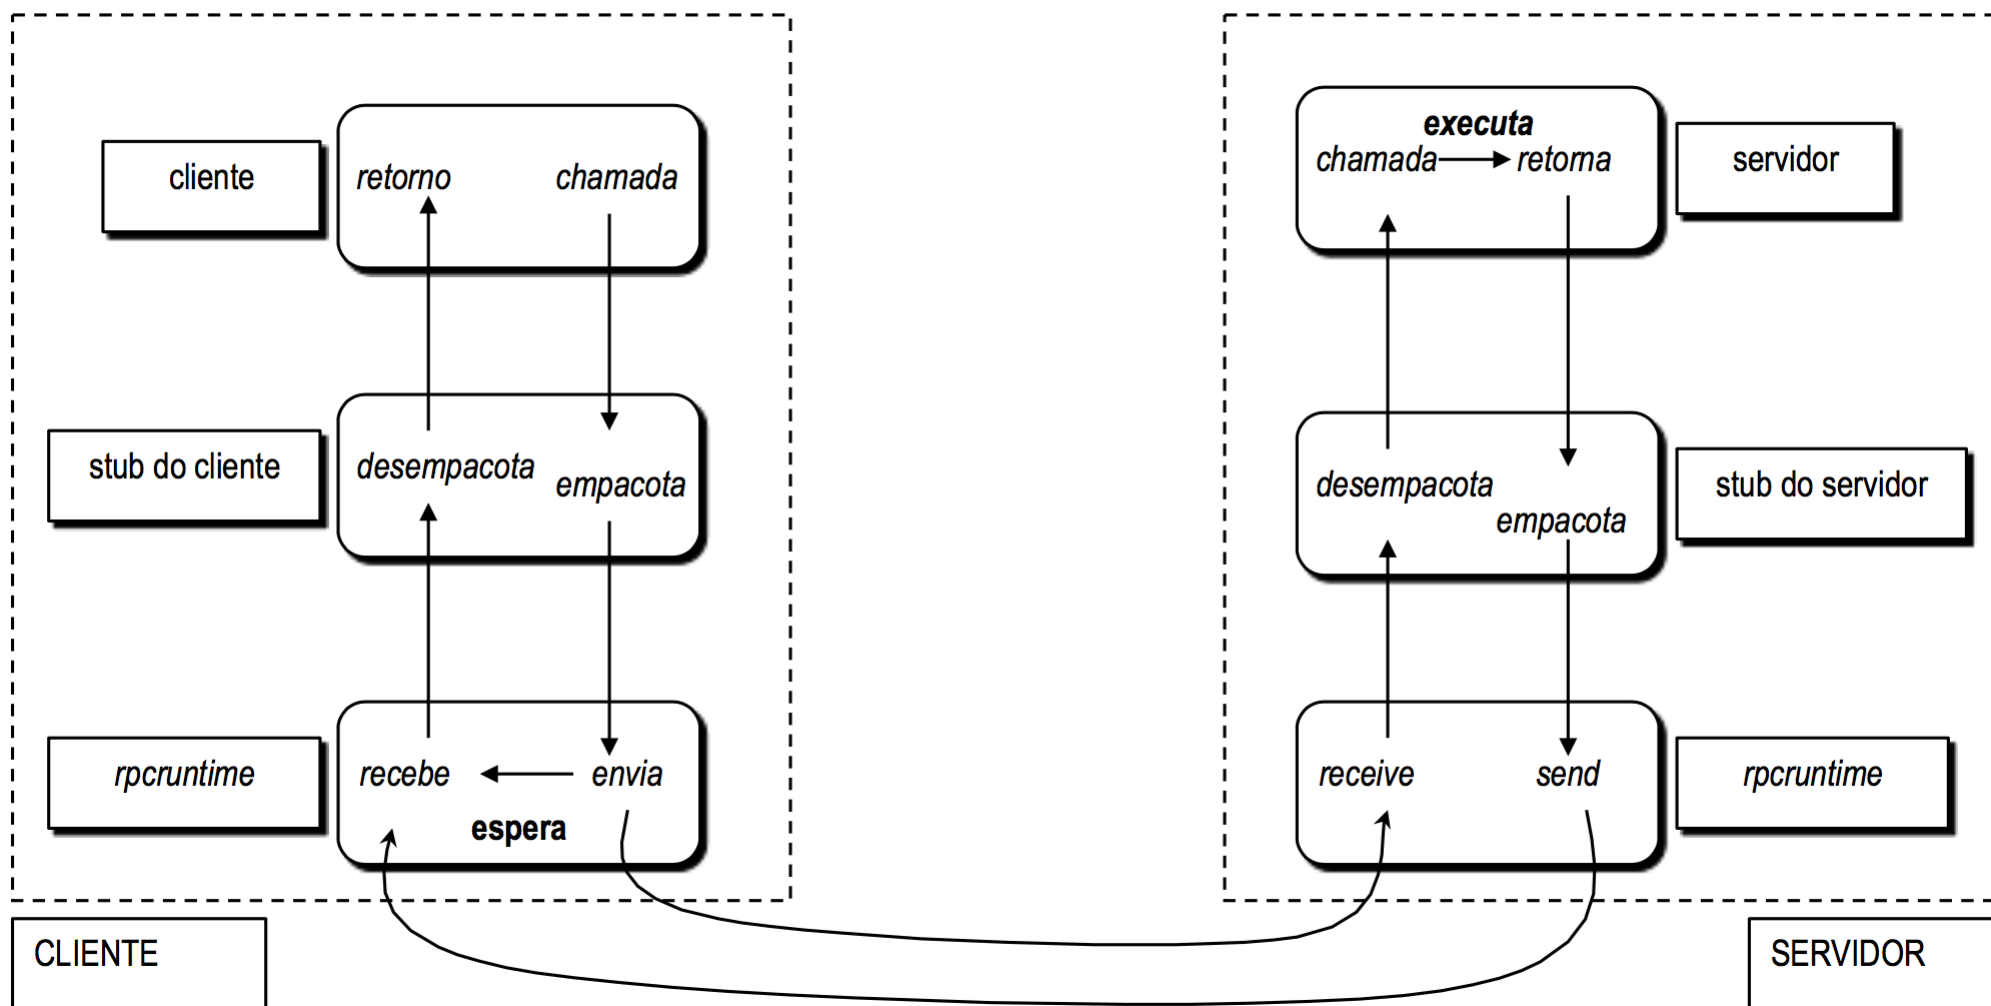 executa
cliente
retorno
chamada
chamada
retorna
servidor
stub do cliente
desempacota
empacota
desempacota
empacota
stub do servidor
rpcruntime
recebe
envia
espera
receive
send
rpcruntime
CLIENTE
SERVIDOR